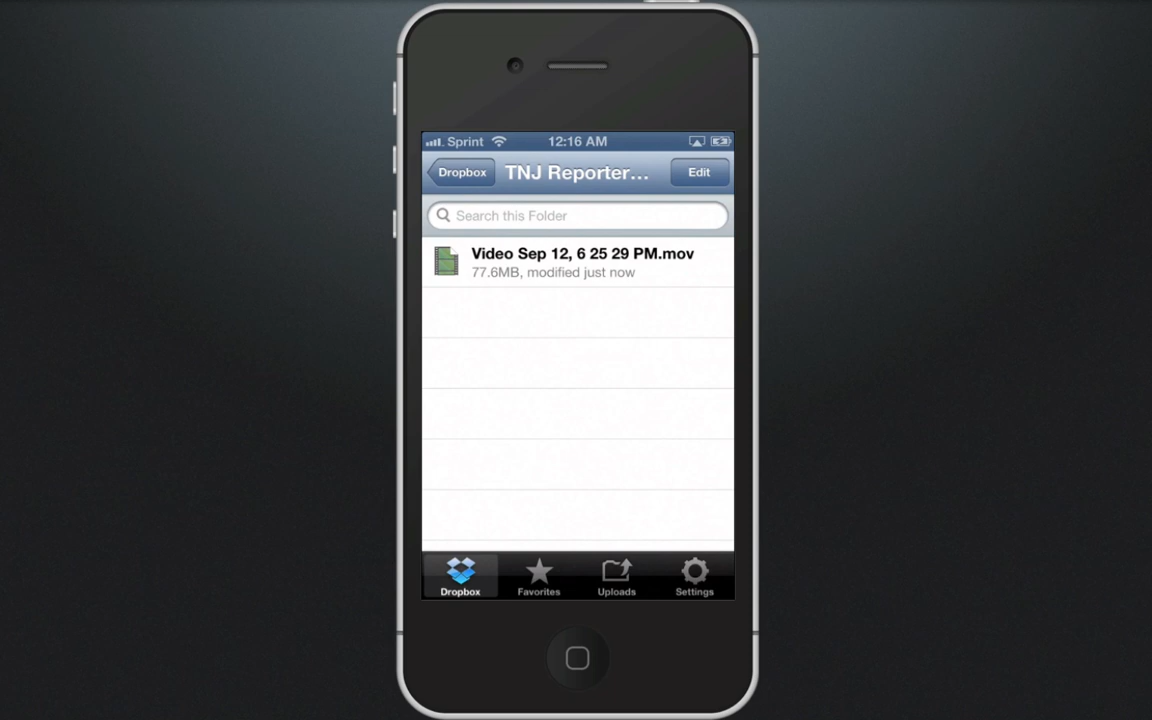 Sprint 12:16 AM
Dropbox TNJ Reporter... Edit
Search this Folder
Video Sep 12, 6 25 29 PM.mov
77.6MB, modified just now
Dropbox Favorites Uploads Settings